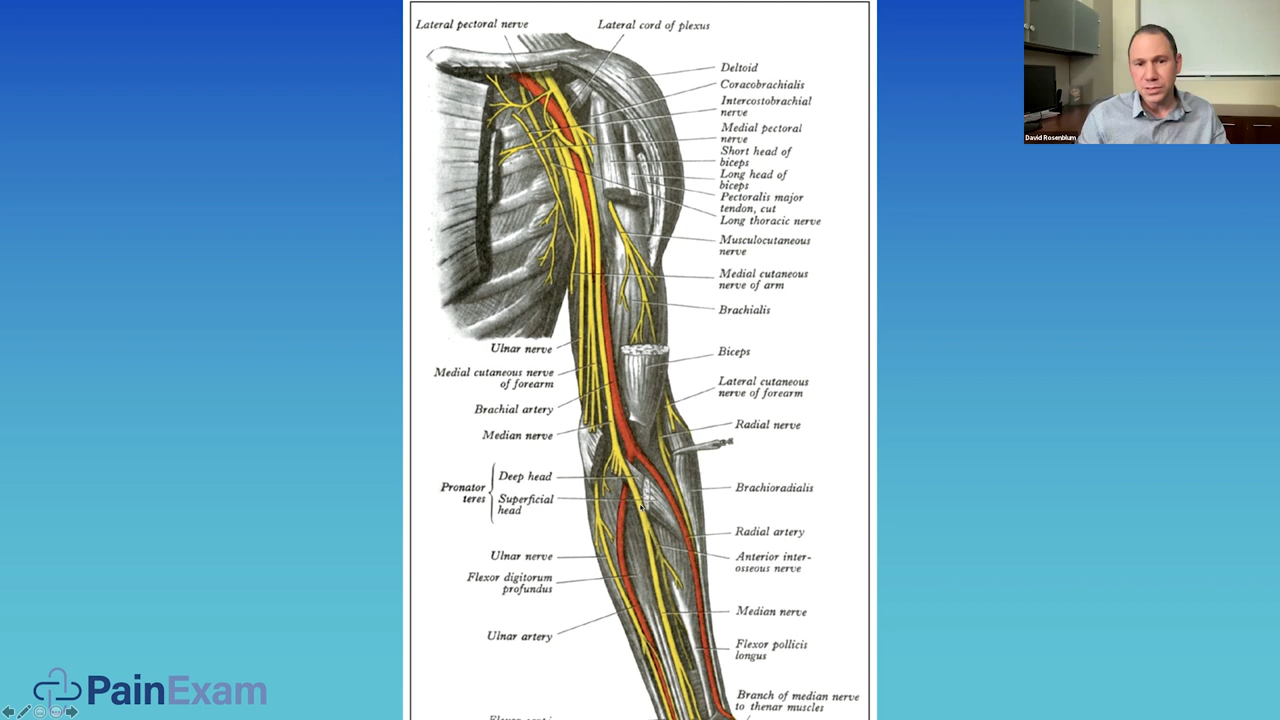 Lateral pectoral nerve
Lateral cord of plexus
Deltoid
Coracobrachialis
Intercostobrachial
nerve
Medial pectoral
nerve
Short head of
biceps
Long head of
biceps
Pectoralis major
tendon, cut
Long thoracic nerve
Musculocutaneous
nerve
Medial cutaneous
nerve of arm
Brachialis
Ulnar nerve
Biceps
Medial cutaneous nerve
of forearm
Lateral cutaneous
nerve of forearm
Brachial artery
Radial nerve
Median nerve
Pronator
teres
Deep head
Superficial
head
Brachioradialis
Radial artery
Ulnar nerve
Anterior inter-
osseous nerve
Flexor digitorum
profundus
Median nerve
Ulnar artery
Flexor pollicis
longus
Branch of median nerve
to thenar muscles
PainExam
David Rosenblum